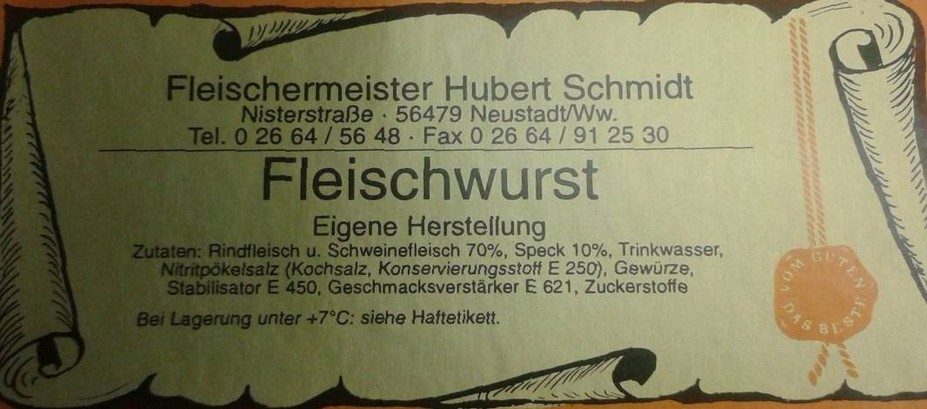 Fleischermeister Hubert Schmidt
Nisterstraße · 56479 Neustadt/Ww.
Tel. 0 26 64 / 56 48 · Fax 0 26 64 / 91 25 30
Fleischwurst
Eigene Herstellung
Zutaten: Rindfleisch u. Schweinefleisch 70%, Speck 10%, Trinkwasser,
Nitritpökelsalz (Kochsalz, Konservierungsstoff E 250), Gewürze,
Stabilisator E 450, Geschmacksverstärker E 621, Zuckerstoffe
Bei Lagerung unter +7°C: siehe Haftetikett.
VOM GUTEN
DAS BESTE